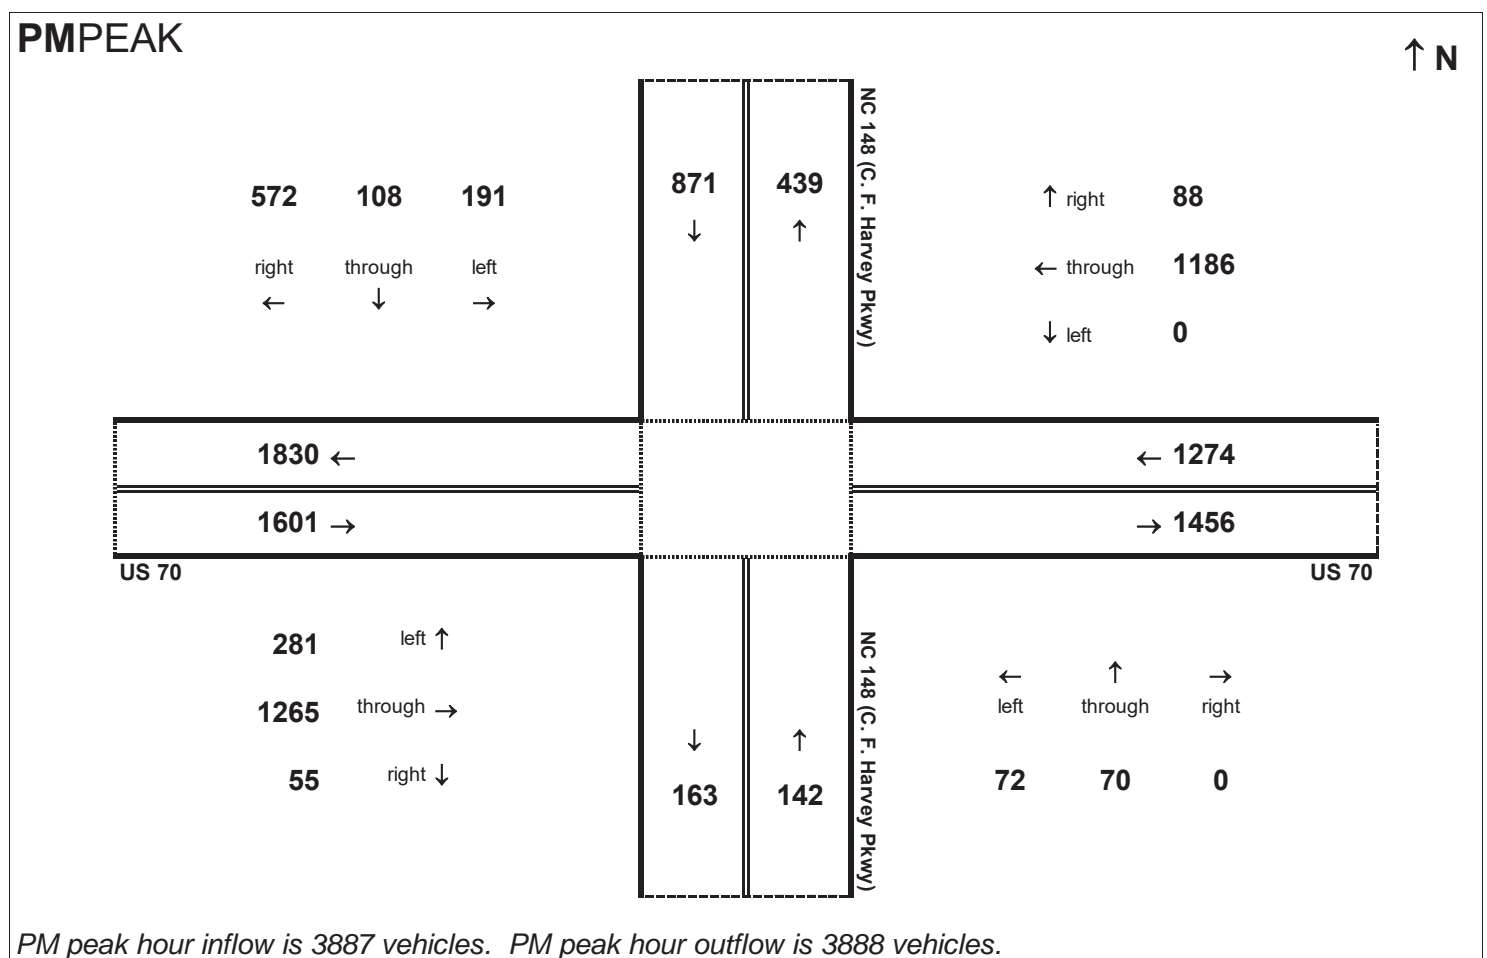 PMPEAK
↑ N
572 108 191
right through left
← ↓ →
871 439
↓ ↑
NC 148 (C. F. Harvey Pkwy)
↑ right 88
← through 1186
↓ left 0
1830 ←
1601 →
← 1274
→ 1456
US 70
US 70
281 left ↑
1265 through →
55 right ↓
↓ ↑
163 142
NC 148 (C. F. Harvey Pkwy)
← ↑ →
left through right
72 70 0
PM peak hour inflow is 3887 vehicles. PM peak hour outflow is 3888 vehicles.